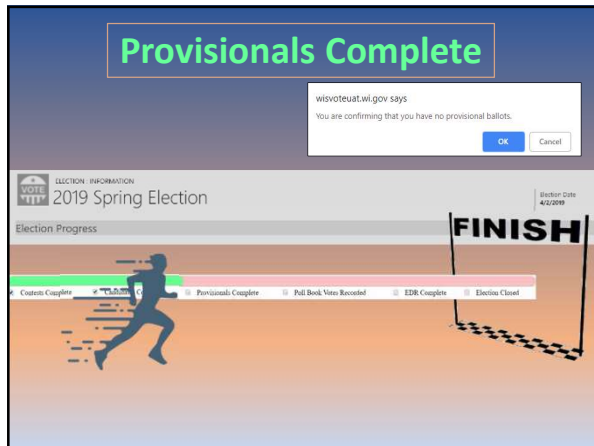 Provisionals Complete
wisvoteuat.wi.gov says
You are confirming that you have no provisional ballots.
OK Cancel
VOTE
ELECTION : INFORMATION
2019 Spring Election
Election Date
4/2/2019
Election Progress
FINISH
Contests Complete
Provisionals Complete
Poll Book Votes Recorded
EDR Complete
Election Closed